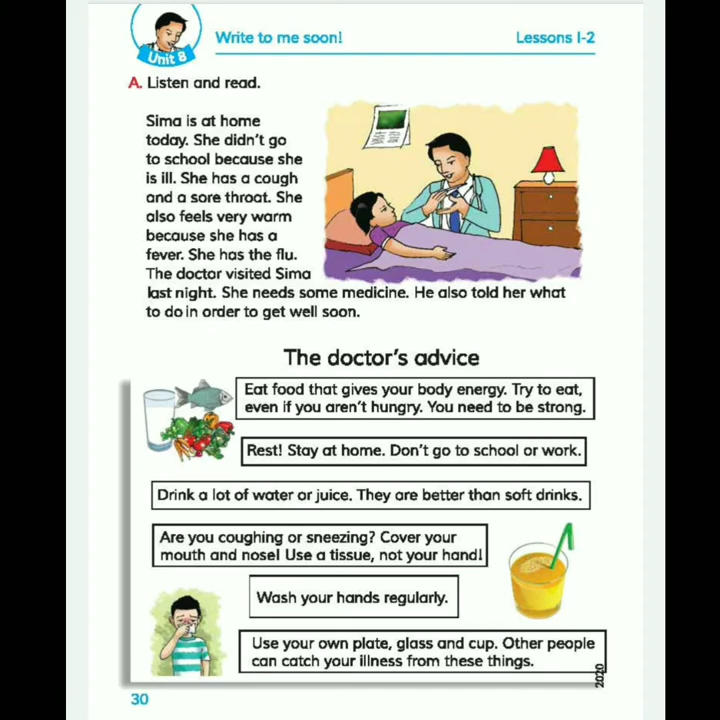 Write to me soon!
Lessons 1-2
Unit 8
A. Listen and read.
Sima is at home
today. She didn't go
to school because she
is ill. She has a cough
and a sore throat. She
also feels very warm
because she has a
fever. She has the flu.
The doctor visited Sima
last night. She needs some medicine. He also told her what
to do in order to get well soon.
The doctor's advice
Eat food that gives your body energy. Try to eat,
even if you aren't hungry. You need to be strong.
Rest! Stay at home. Don't go to school or work.
Drink a lot of water or juice. They are better than soft drinks.
Are you coughing or sneezing? Cover your
mouth and nose! Use a tissue, not your hand!
Wash your hands regularly.
Use your own plate, glass and cup. Other people
can catch your illness from these things.
2020
30